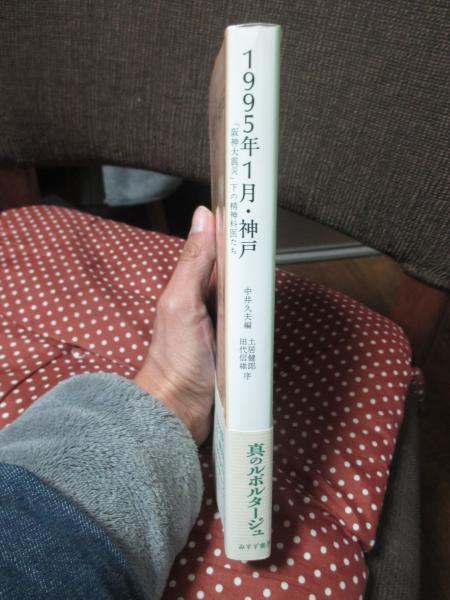 1995年1月・神戸
「阪神大震災」下の精神科医たち
中井久夫編
土居健郎
田代信維 序
真のルポルタージュ
みすず書房